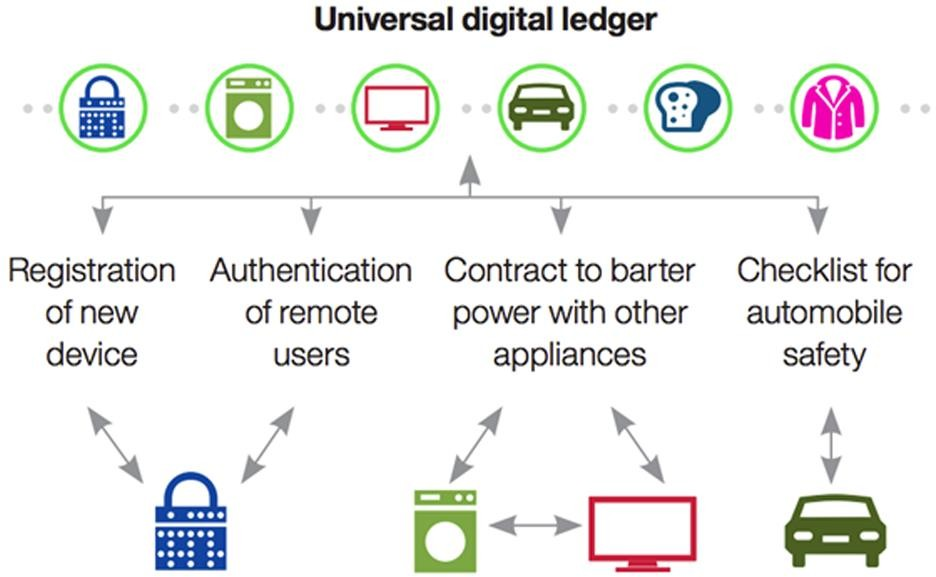 Universal digital ledger
Registration
of new
device
Authentication
of remote
users
Contract to barter
power with other
appliances
Checklist for
automobile
safety